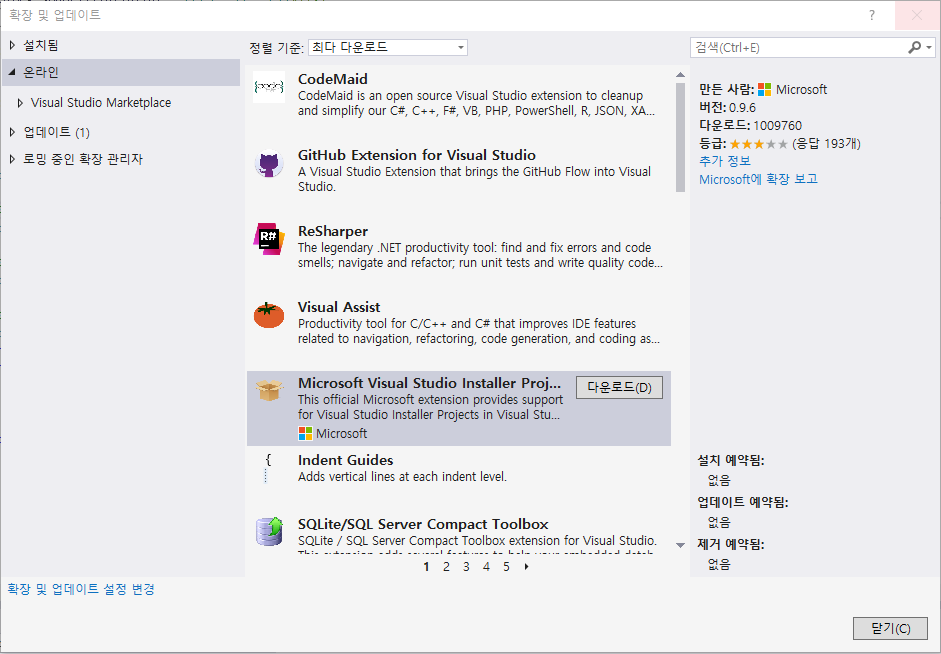 확장 및 업데이트
?
설치됨
온라인
Visual Studio Marketplace
업데이트 (1)
로밍 중인 확장 관리자
정렬 기준: 최다 다운로드
CodeMaid
CodeMaid is an open source Visual Studio extension to cleanup
and simplify our C#, C++, F#, VB, PHP, PowerShell, R, JSON, XA...
GitHub Extension for Visual Studio
A Visual Studio Extension that brings the GitHub Flow into Visual
Studio.
R#
ReSharper
The legendary .NET productivity tool: find and fix errors and code
smells; navigate and refactor; run unit tests and write quality code...
Visual Assist
Productivity tool for C/C++ and C# that improves IDE features
related to navigation, refactoring, code generation, and coding as...
Microsoft Visual Studio Installer Proj...
다운로드(D)
This official Microsoft extension provides support
for Visual Studio Installer Projects in Visual Stu...
Microsoft
Indent Guides
Adds vertical lines at each indent level.
SQLite/SQL Server Compact Toolbox
SQLite / SQL Server Compact Toolbox extension for Visual Studio.
This extension adds several features to help your embedded datab
1 2 3 4 5
검색(Ctrl+E)
만든 사람: Microsoft
버전: 0.9.6
다운로드: 1009760
등급: ★★★★★ (응답 193개)
추가 정보
Microsoft에 확장 보고
설치 예약됨:
없음
업데이트 예약됨:
없음
제거 예약됨:
없음
확장 및 업데이트 설정 변경
닫기(C)